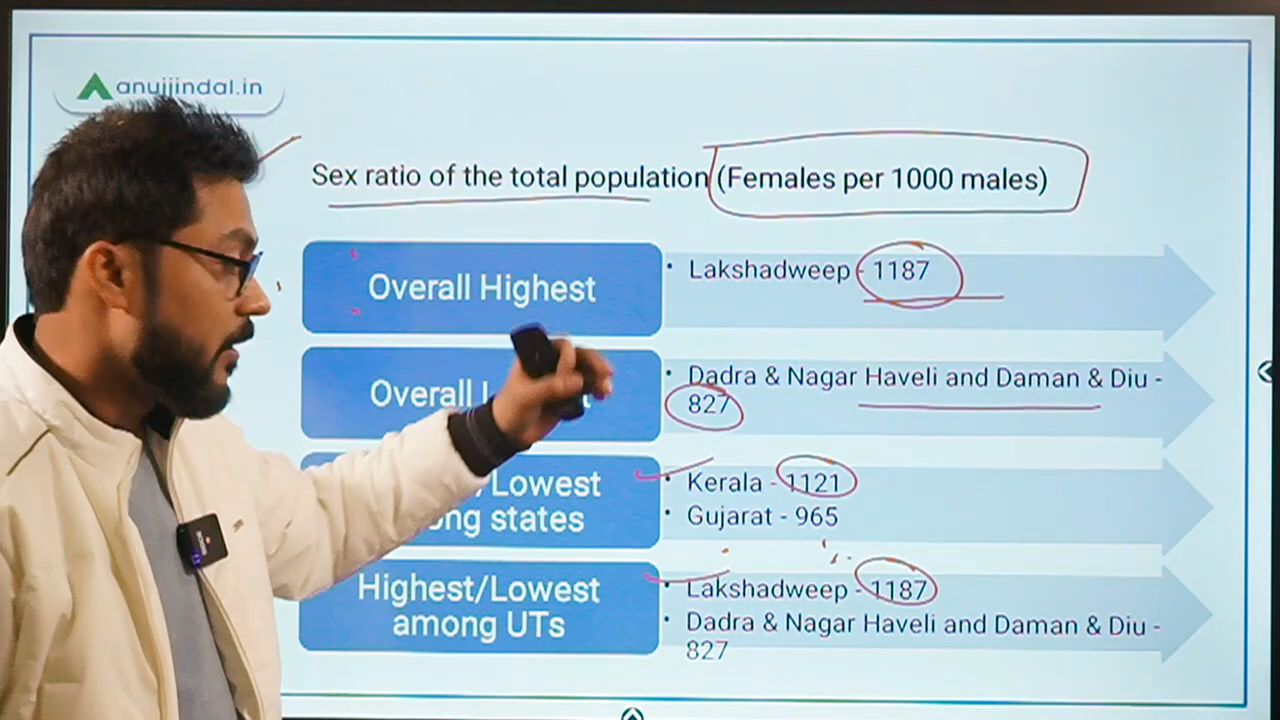 anujjindal.in
Sex ratio of the total population (Females per 1000 males)
Overall Highest
• Lakshadweep - 1187
Overall
• Dadra & Nagar Haveli and Daman & Diu -
827
/Lowest
states
• Kerala - 1121
• Gujarat - 965
Highest/Lowest
among UTs
• Lakshadweep - 1187
• Dadra & Nagar Haveli and Daman & Diu -
827